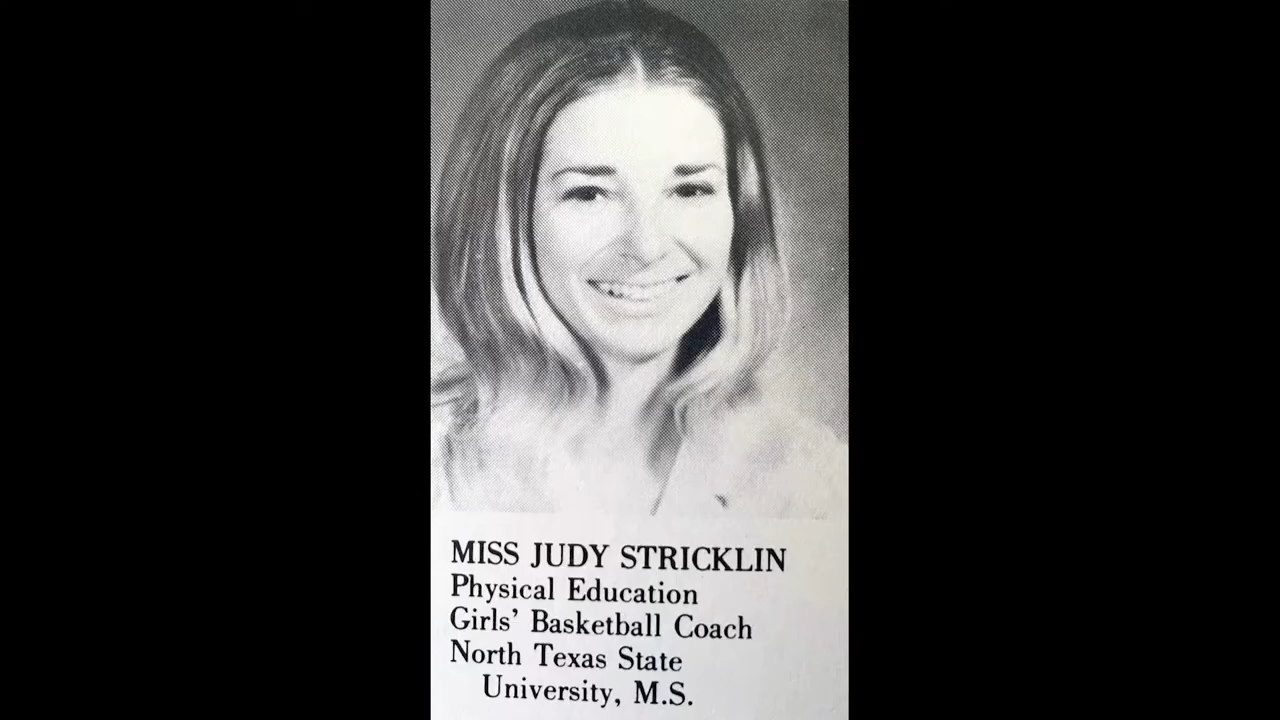 MISS JUDY STRICKLIN
Physical Education
Girls' Basketball Coach
North Texas State
University, M.S.